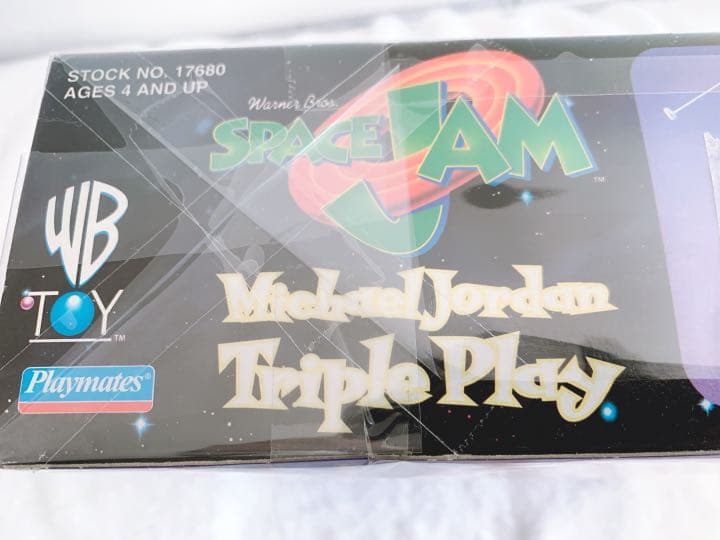 STOCK NO. 17680
AGES 4 AND UP
Warner Bros.
SPACE JAM
TM
WB
TOY
TM
Playmates®
Michael Jordan
Triple Play